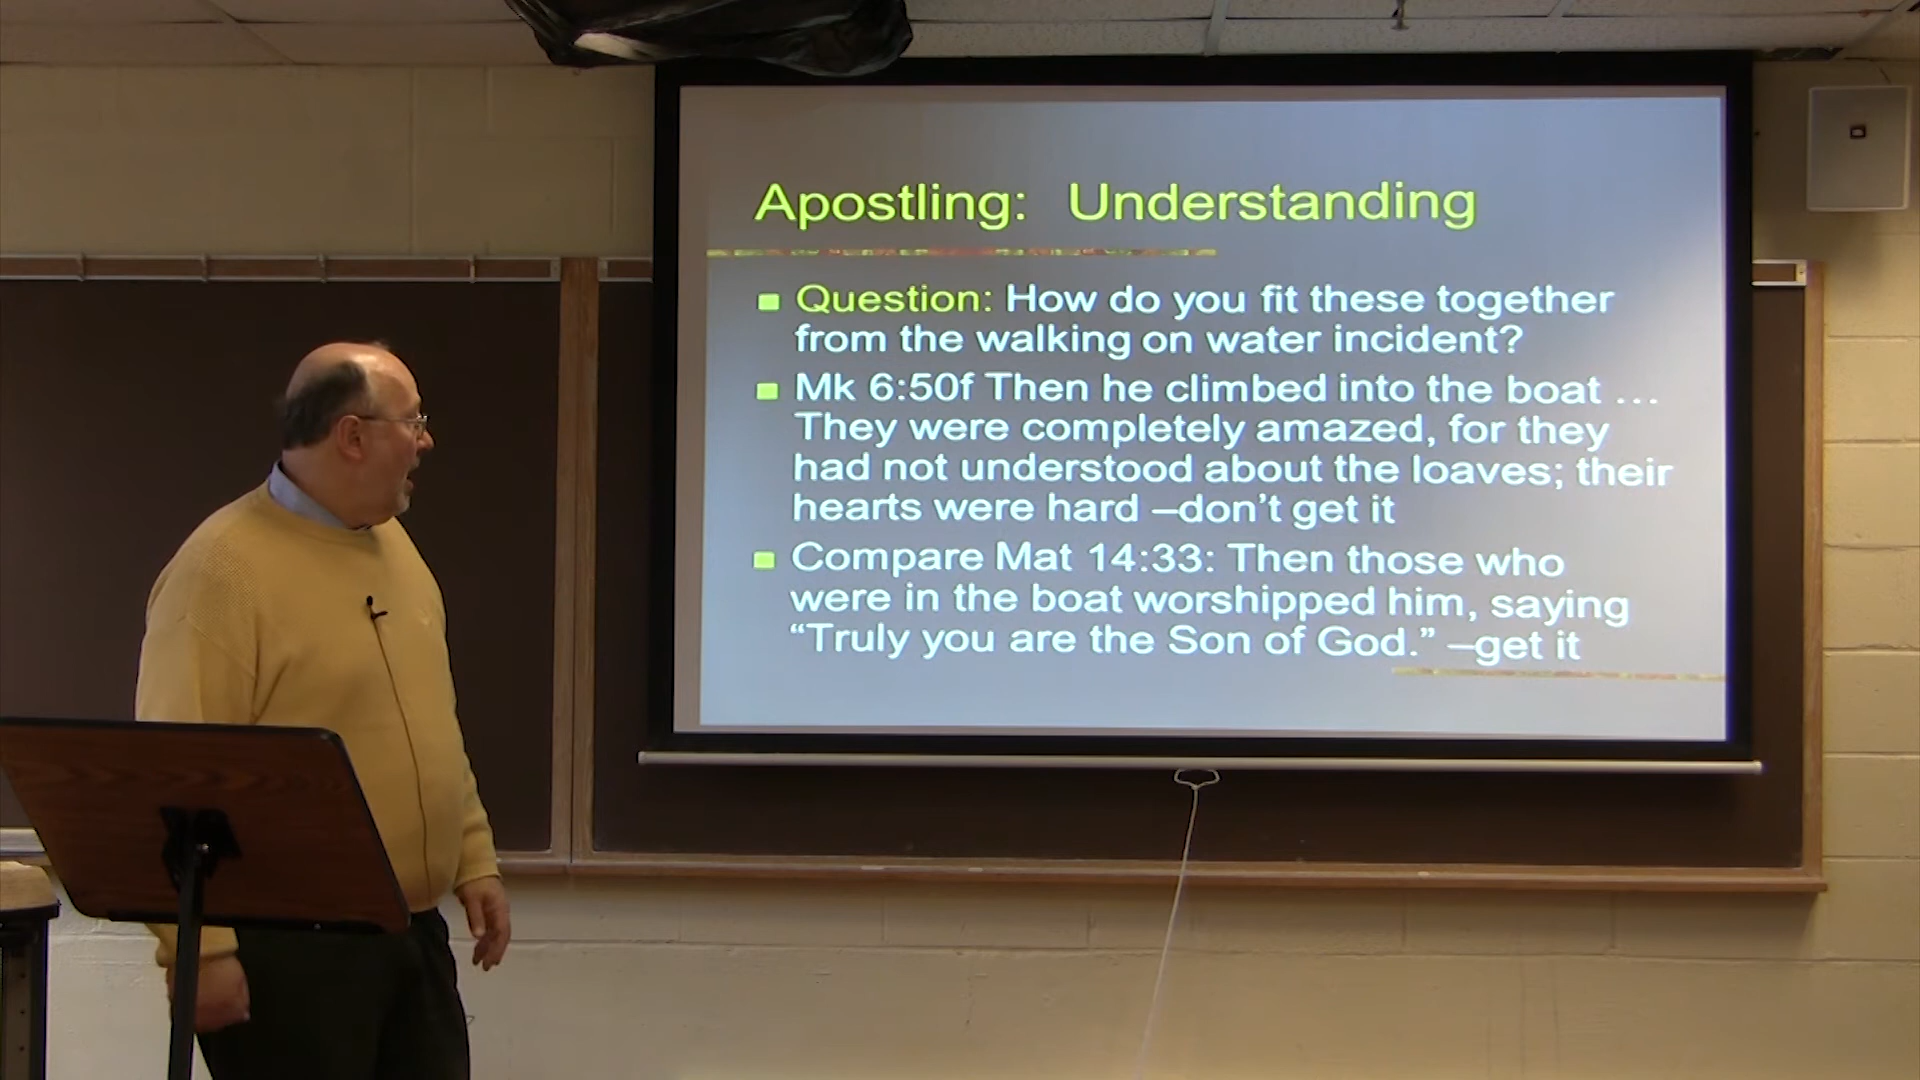 Apostling: Understanding
Question: How do you fit these together
from the walking on water incident?
Mk 6:50f Then he climbed into the boat …
They were completely amazed, for they
had not understood about the loaves; their
hearts were hard –don't get it
Compare Mat 14:33: Then those who
were in the boat worshipped him, saying
“Truly you are the Son of God.” –get it